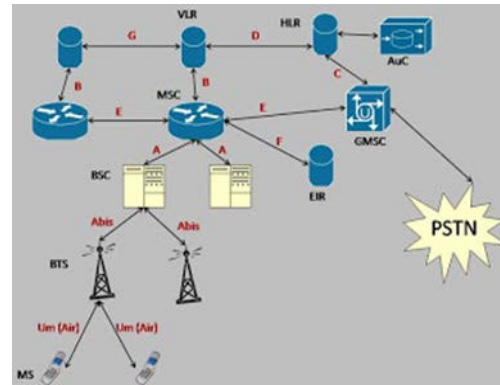 VLR
HLR
G
D
AuC
B
B
C
MSC
E
E
GMSC
F
A
A
BSC
EIR
PSTN
Abis
Abis
BTS
Um (Air)
Um (Air)
MS